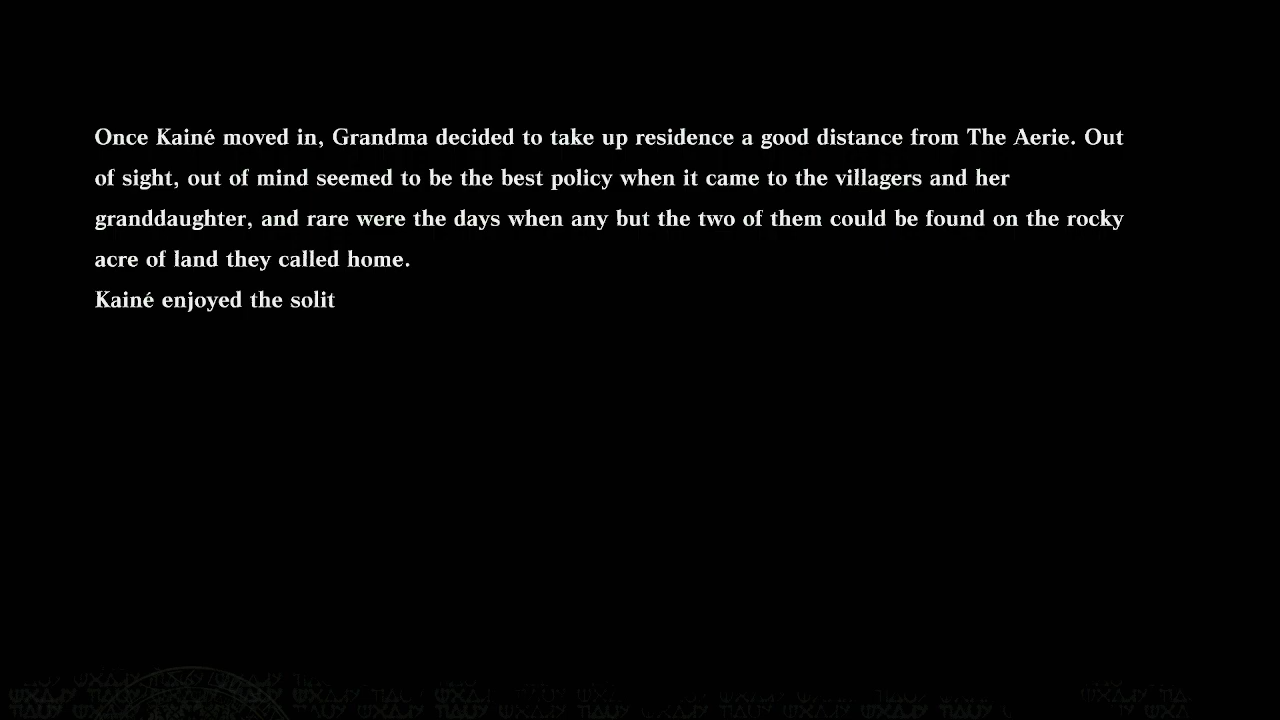 Once Kainé moved in, Grandma decided to take up residence a good distance from The Aerie. Out
of sight, out of mind seemed to be the best policy when it came to the villagers and her
granddaughter, and rare were the days when any but the two of them could be found on the rocky
acre of land they called home.
Kainé enjoyed the solit